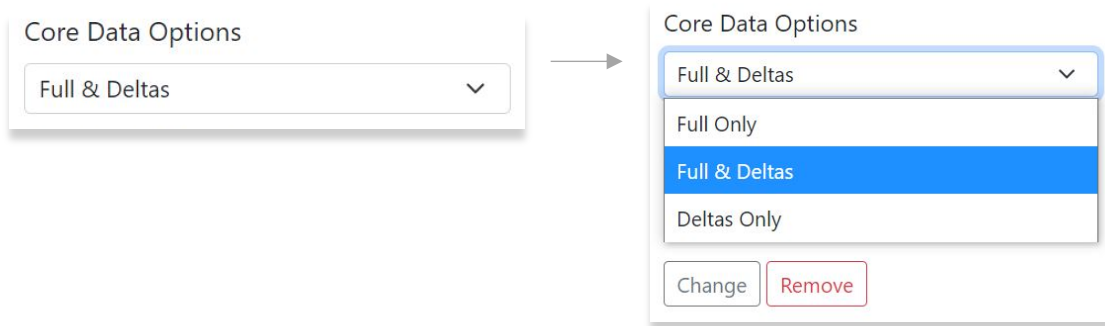 Core Data Options
Full & Deltas
Core Data Options
Full & Deltas
Full Only
Full & Deltas
Deltas Only
Change Remove